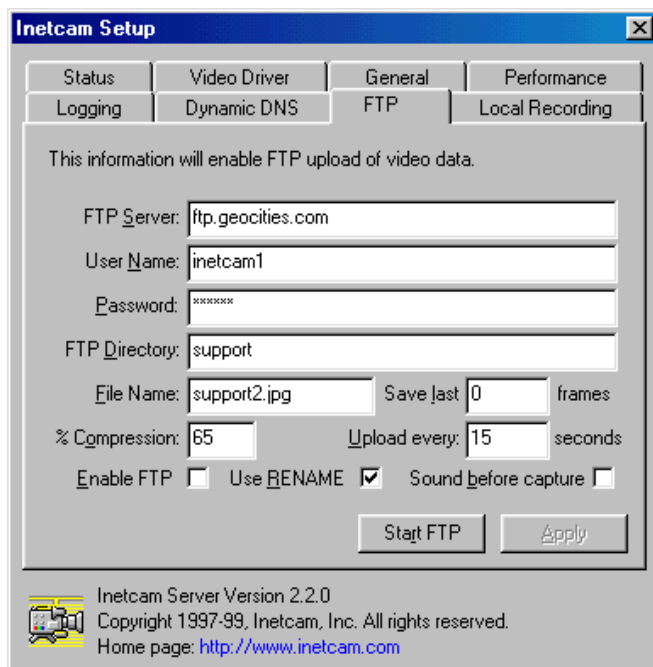 Inetcam Setup
Status Video Driver General Performance
Logging Dynamic DNS FTP Local Recording
This information will enable FTP upload of video data.
FTP Server: ftp.geocities.com
User Name: inetcam1
Password: ******
FTP Directory: support
File Name: support2.jpg Save last 0 frames
% Compression: 65 Upload every: 15 seconds
Enable FTP Use RENAME Sound before capture
Start FTP Apply
Inetcam Server Version 2.2.0
Copyright 1997-99, Inetcam, Inc. All rights reserved.
Home page: http://www.inetcam.com